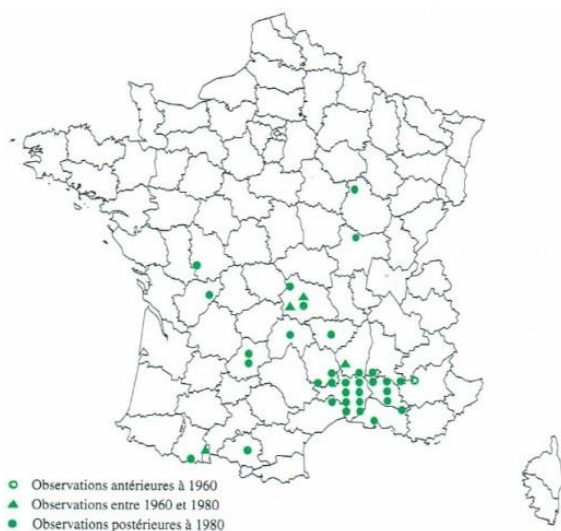 Observations antérieures à 1960
Observations entre 1960 et 1980
Observations postérieures à 1980